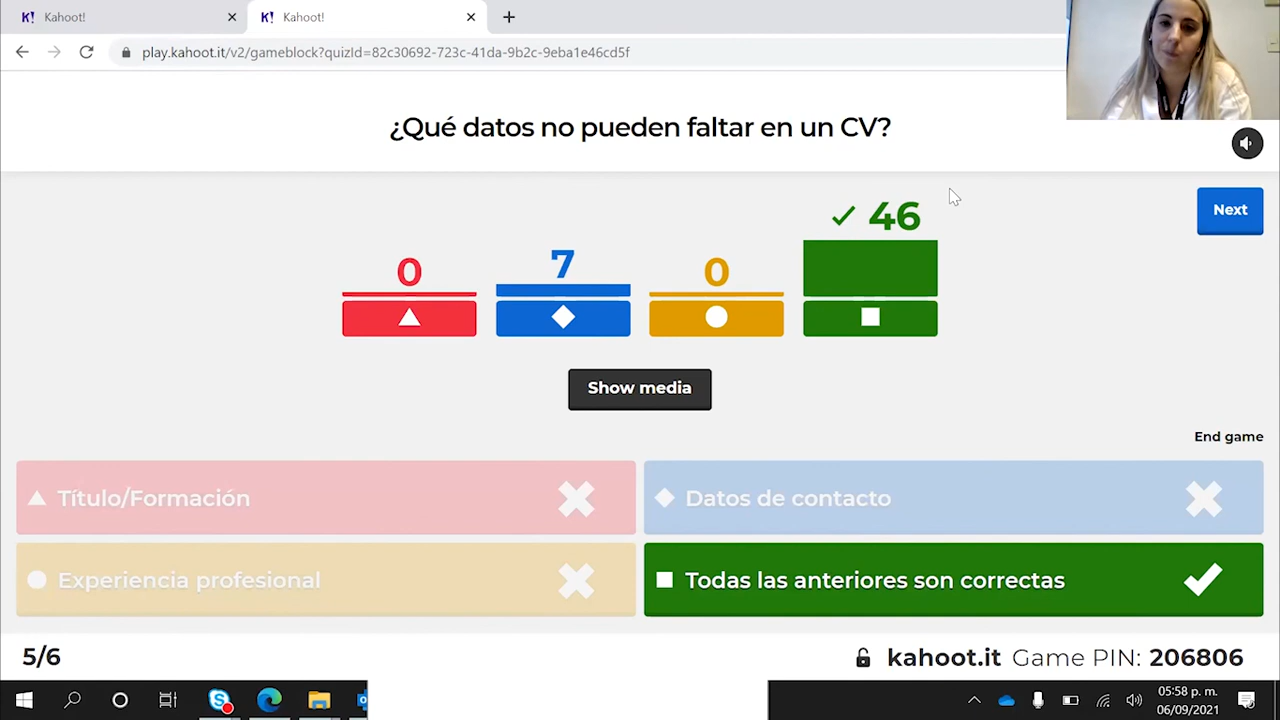 K! Kahoot!
K! Kahoot!
play.kahoot.it/v2/gameblock?quizId=82c30692-723c-41da-9b2c-9eba1e46cd5f
¿Qué datos no pueden faltar en un CV?
Next
0
7
0
46
Show media
End game
Título/Formación
Datos de contacto
Experiencia profesional
Todas las anteriores son correctas
5/6
kahoot.it Game PIN: 206806
05:58 p. m.
06/09/2021